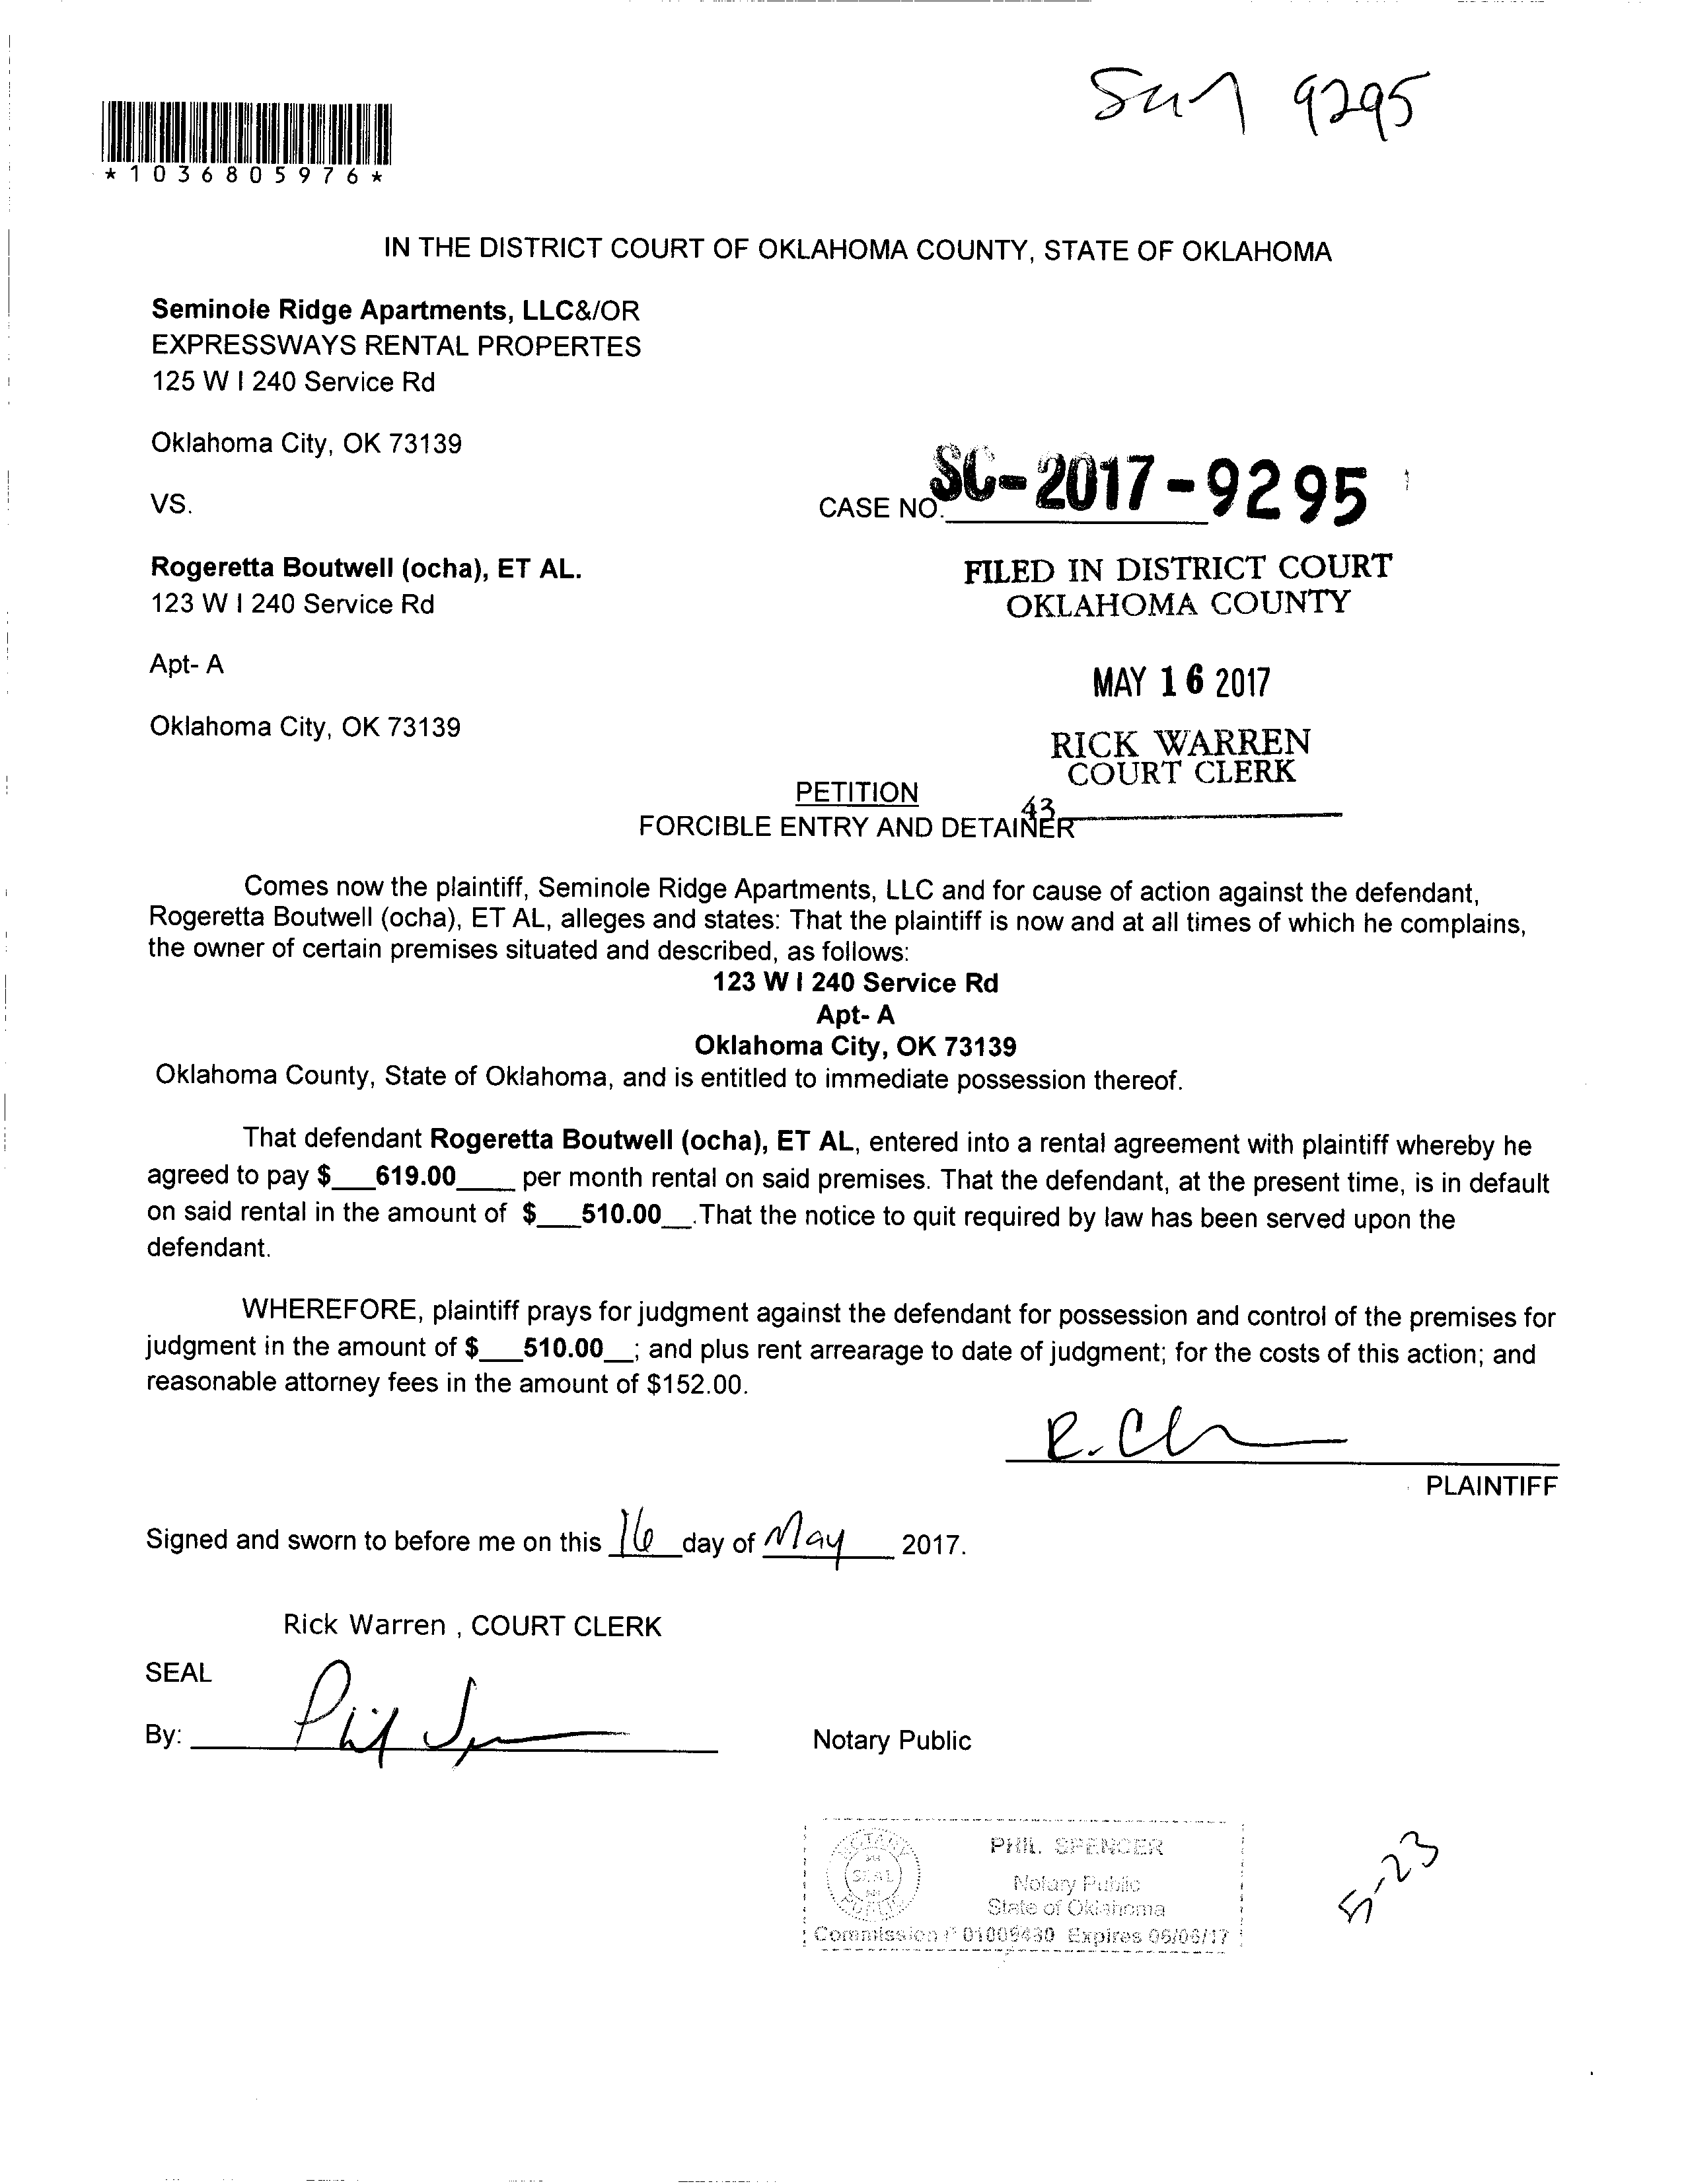 9295
*1036805976*
IN THE DISTRICT COURT OF OKLAHOMA COUNTY, STATE OF OKLAHOMA
Seminole Ridge Apartments, LLC&/OR
EXPRESSWAYS RENTAL PROPERTES
125 W I 240 Service Rd
Oklahoma City, OK 73139
VS.
CASE NO. SC-2017-9295
Rogeretta Boutwell (ocha), ET AL.
123 W I 240 Service Rd
Apt- A
Oklahoma City, OK 73139
FILED IN DISTRICT COURT
OKLAHOMA COUNTY
MAY 16 2017
RICK WARREN
COURT CLERK
43
PETITION
FORCIBLE ENTRY AND DETAINER
Comes now the plaintiff, Seminole Ridge Apartments, LLC and for cause of action against the defendant,
Rogeretta Boutwell (ocha), ET AL, alleges and states: That the plaintiff is now and at all times of which he complains,
the owner of certain premises situated and described, as follows:
123 W I 240 Service Rd
Apt- A
Oklahoma City, OK 73139
Oklahoma County, State of Oklahoma, and is entitled to immediate possession thereof.
That defendant Rogeretta Boutwell (ocha), ET AL, entered into a rental agreement with plaintiff whereby he
agreed to pay $___619.00____ per month rental on said premises. That the defendant, at the present time, is in default
on said rental in the amount of $___510.00__.That the notice to quit required by law has been served upon the
defendant.
WHEREFORE, plaintiff prays for judgment against the defendant for possession and control of the premises for
judgment in the amount of $___510.00__; and plus rent arrearage to date of judgment; for the costs of this action; and
reasonable attorney fees in the amount of $152.00.
PLAINTIFF
Signed and sworn to before me on this 16 day of May 2017.
Rick Warren , COURT CLERK
SEAL
By: Notary Public
PHIL SPENCER
Notary Public
State of Oklahoma
Commission # 01009430 Expires 06/06/17
5-23